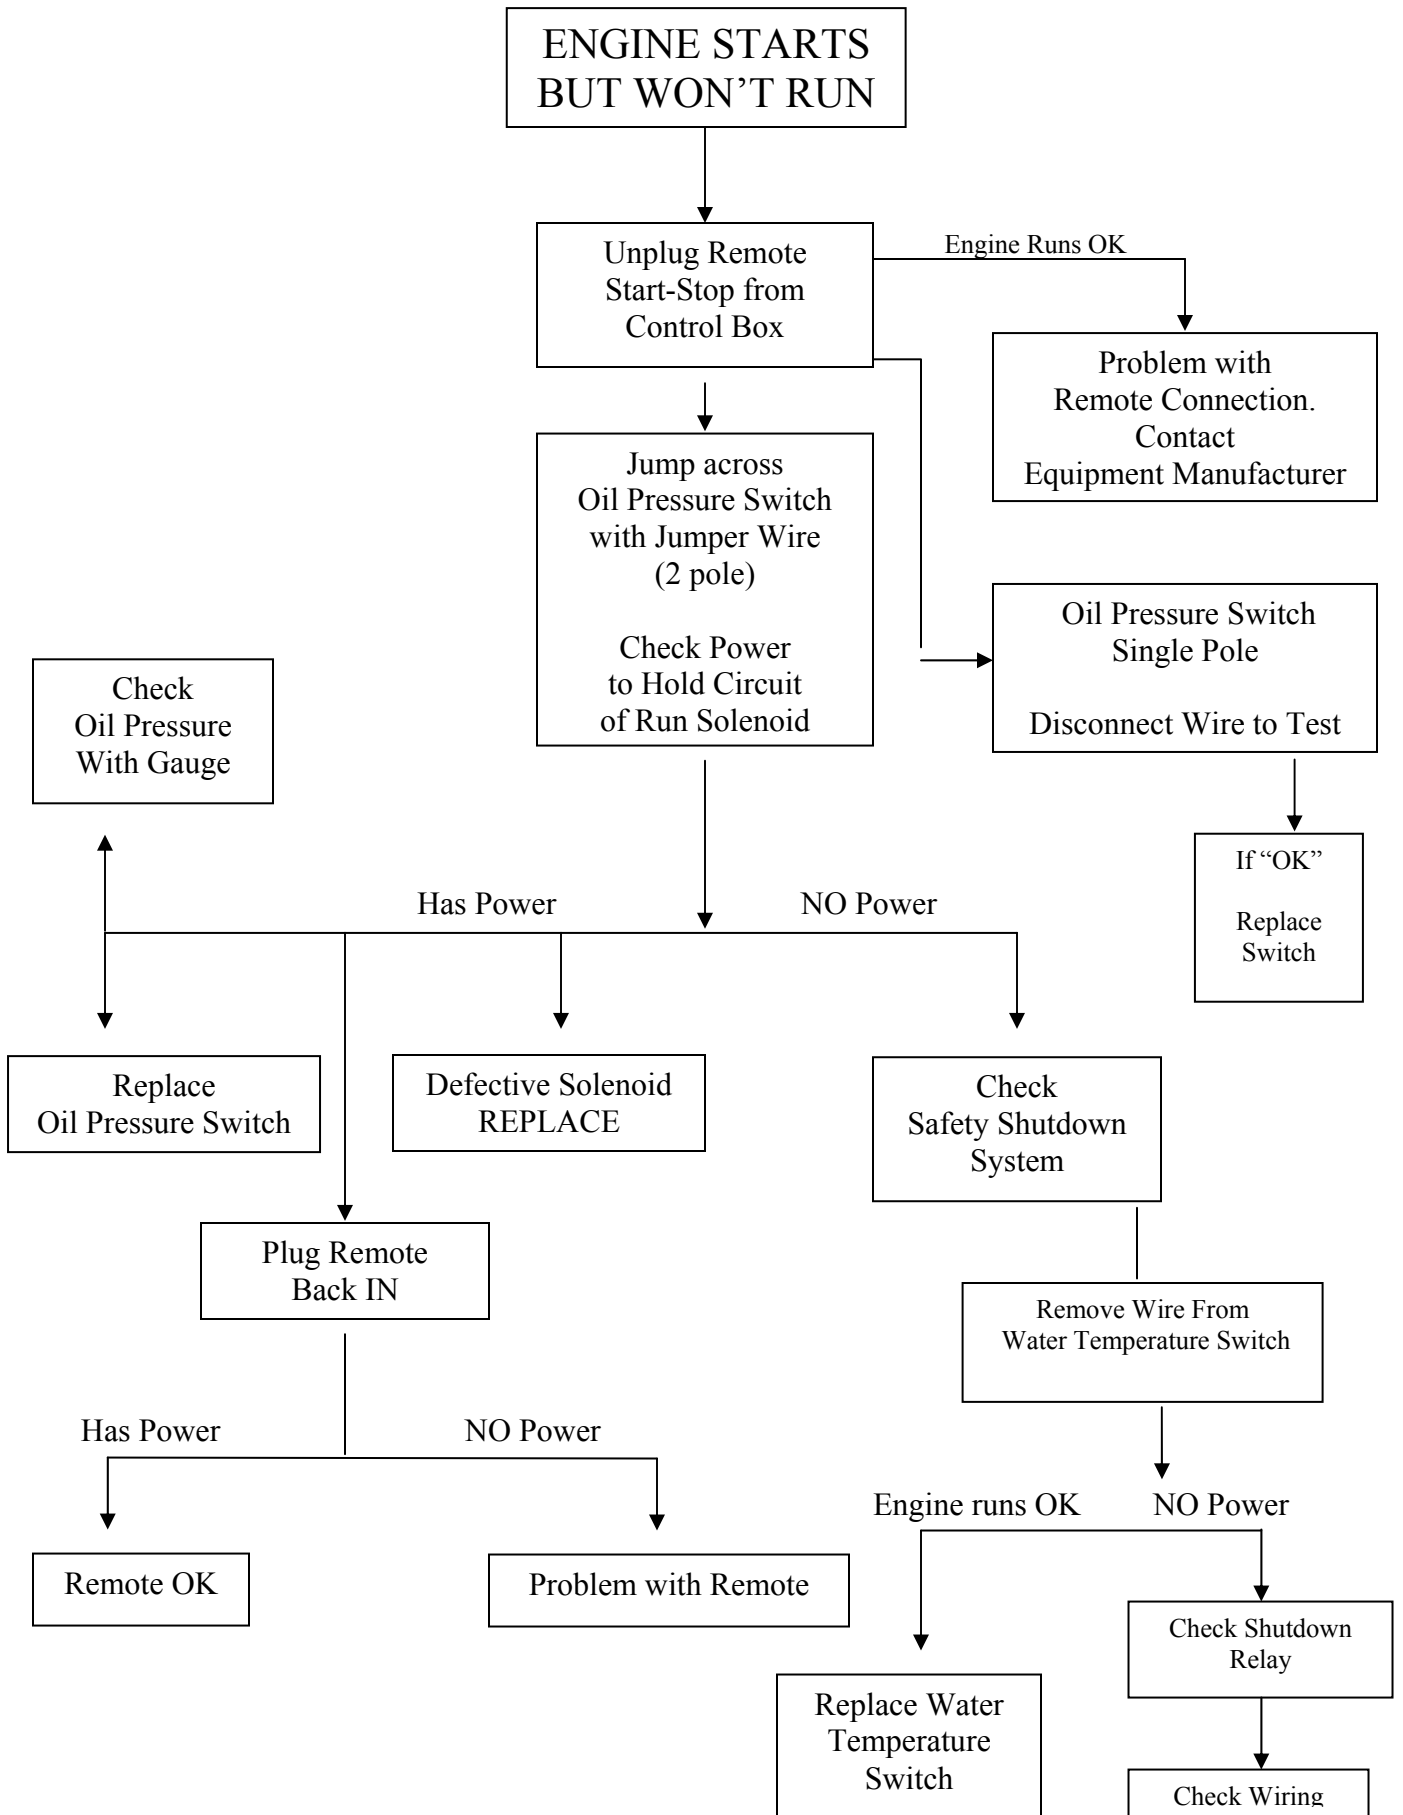 ENGINE STARTS
BUT WON’T RUN
Unplug Remote
Start-Stop from
Control Box
Engine Runs OK
Problem with
Remote Connection.
Contact
Equipment Manufacturer
Jump across
Oil Pressure Switch
with Jumper Wire
(2 pole)
Check Power
to Hold Circuit
of Run Solenoid
Oil Pressure Switch
Single Pole
Disconnect Wire to Test
If “OK”
Replace
Switch
Check
Oil Pressure
With Gauge
Has Power
NO Power
Replace
Oil Pressure Switch
Defective Solenoid
REPLACE
Check
Safety Shutdown
System
Plug Remote
Back IN
Remove Wire From
Water Temperature Switch
Has Power
NO Power
Remote OK
Problem with Remote
Engine runs OK
NO Power
Replace Water
Temperature
Switch
Check Shutdown
Relay
Check Wiring